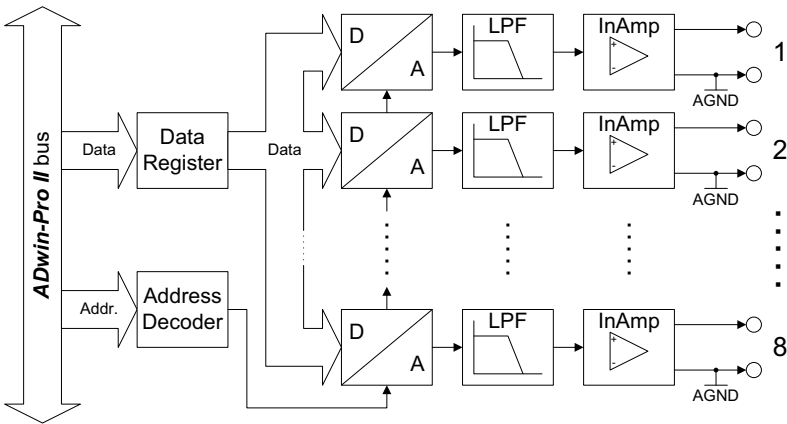 ADwin-Pro II bus
Data
Data
Register
Data
Addr.
Address
Decoder
D
A
LPF
InAmp
+
-
AGND
1
D
A
LPF
InAmp
+
-
AGND
2
D
A
LPF
InAmp
+
-
AGND
8